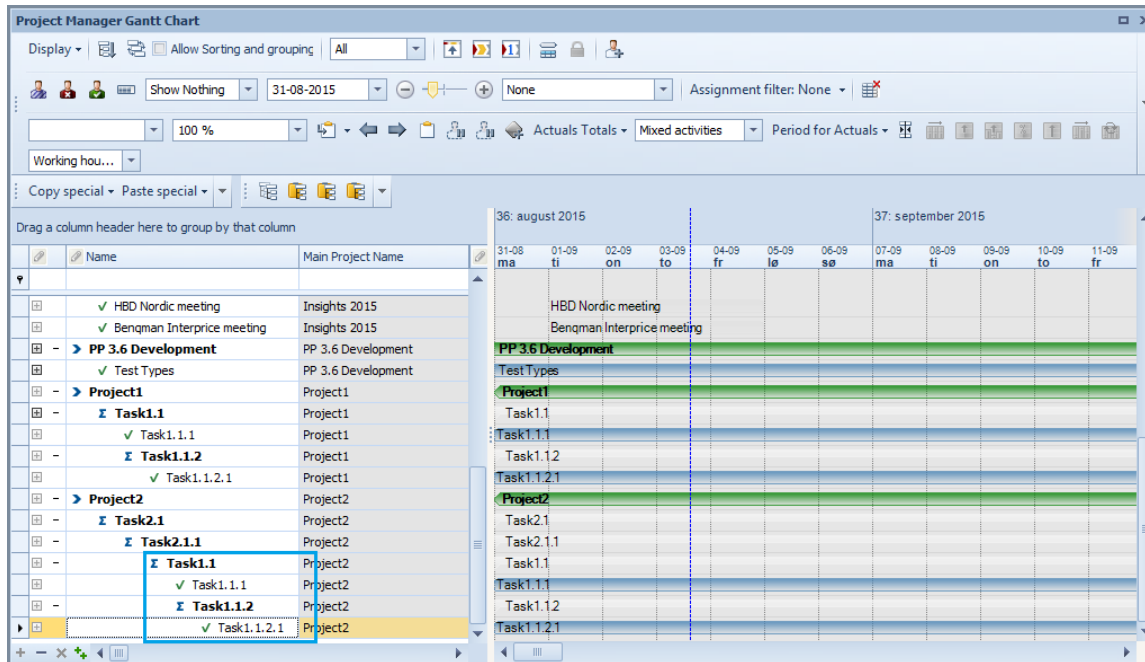 Project Manager Gantt Chart
Display Allow Sorting and grouping All
Show Nothing 31-08-2015 None Assignment filter: None
100 % Actuals Totals Mixed activities Period for Actuals
Working hou...
Copy special Paste special
Drag a column header here to group by that column
36: august 2015 37: september 2015
31-08 01-09 02-09 03-09 04-09 05-09 06-09 07-09 08-09 09-09 10-09 11-09
Name Main Project Name ma ti on to fr lø sø ma ti on to fr
HBD Nordic meeting Insights 2015 HBD Nordic meeting
Benqman Interprice meeting Insights 2015 Benqman Interprice meeting
PP 3.6 Development PP 3.6 Development PP 3.6 Development
Test Types PP 3.6 Development Test Types
Project1 Project1 Project1
Σ Task1.1 Project1 Task1.1
Task1.1.1 Project1 Task1.1.1
Σ Task1.1.2 Project1 Task1.1.2
Task1.1.2.1 Project1 Task1.1.2.1
Project2 Project2 Project2
Σ Task2.1 Project2 Task2.1
Σ Task2.1.1 Project2 Task2.1.1
Σ Task1.1 Project2 Task1.1
Task1.1.1 Project2 Task1.1.1
Σ Task1.1.2 Project2 Task1.1.2
Task1.1.2.1 Project2 Task1.1.2.1